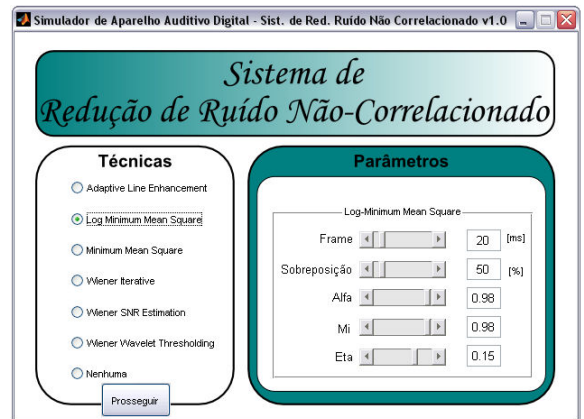 Simulador de Aparelho Auditivo Digital - Sist. de Red. Ruído Não Correlacionado v1.0
Sistema de
Redução de Ruído Não-Correlacionado
Técnicas
Adaptive Line Enhancement
Log Minimum Mean Square
Minimum Mean Square
Wiener Iterative
Wiener SNR Estimation
Wiener Wavelet Thresholding
Nenhuma
Prosseguir
Parâmetros
Log-Minimum Mean Square
Frame 20 [ms]
Sobreposição 50 [%]
Alfa 0.98
Mi 0.98
Eta 0.15